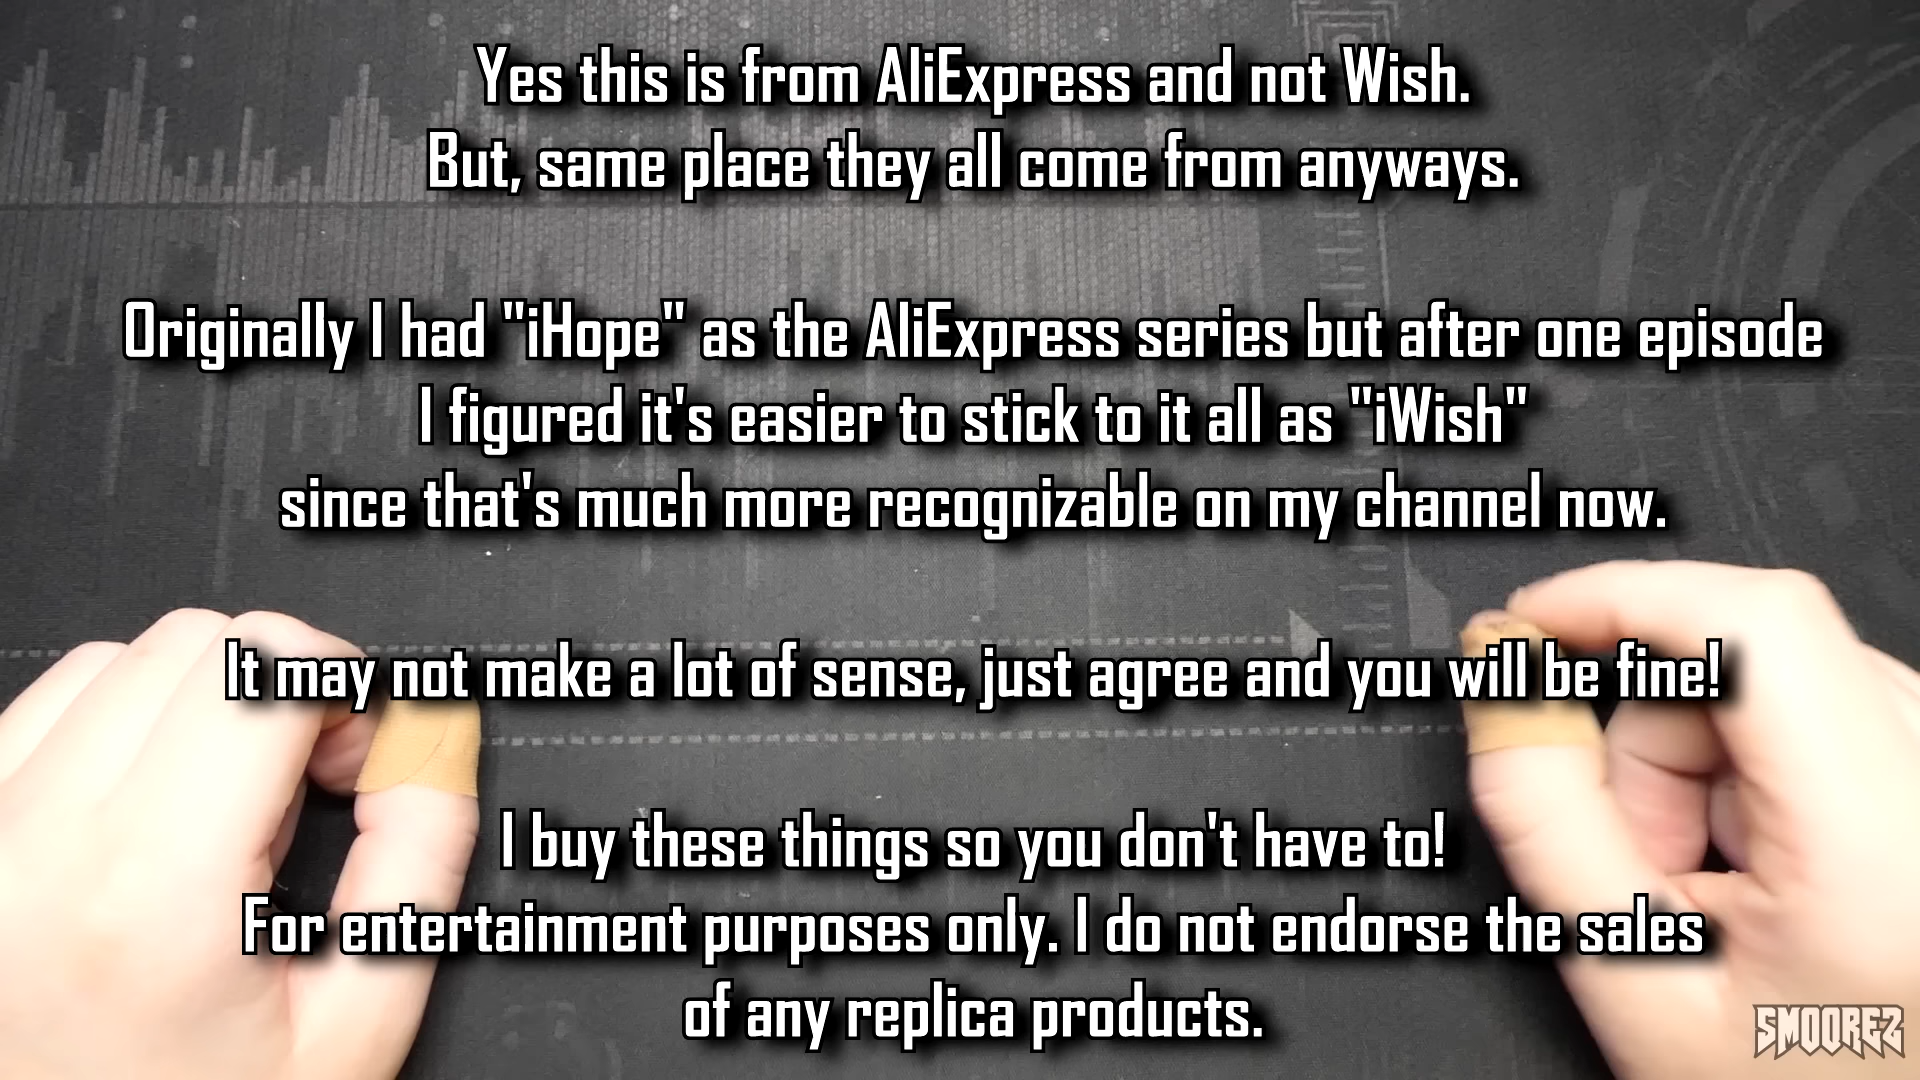 Yes this is from AliExpress and not Wish.
But, same place they all come from anyways.
Originally I had "iHope" as the AliExpress series but after one episode
I figured it's easier to stick to it all as "iWish"
since that's much more recognizable on my channel now.
It may not make a lot of sense, just agree and you will be fine!
I buy these things so you don't have to!
For entertainment purposes only. I do not endorse the sales
of any replica products.
SMOOREZ